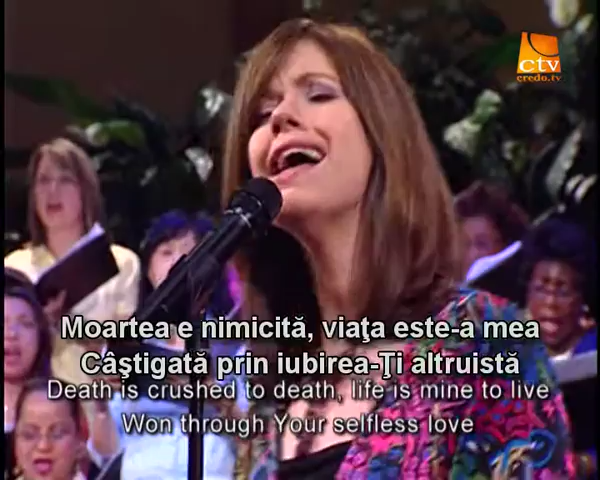 ctv
credo.tv
Moartea e nimicită, viaţa este-a mea
Câştigată prin iubirea-Ţi altruistă
Death is crushed to death, life is mine to live
Won through Your selfless love